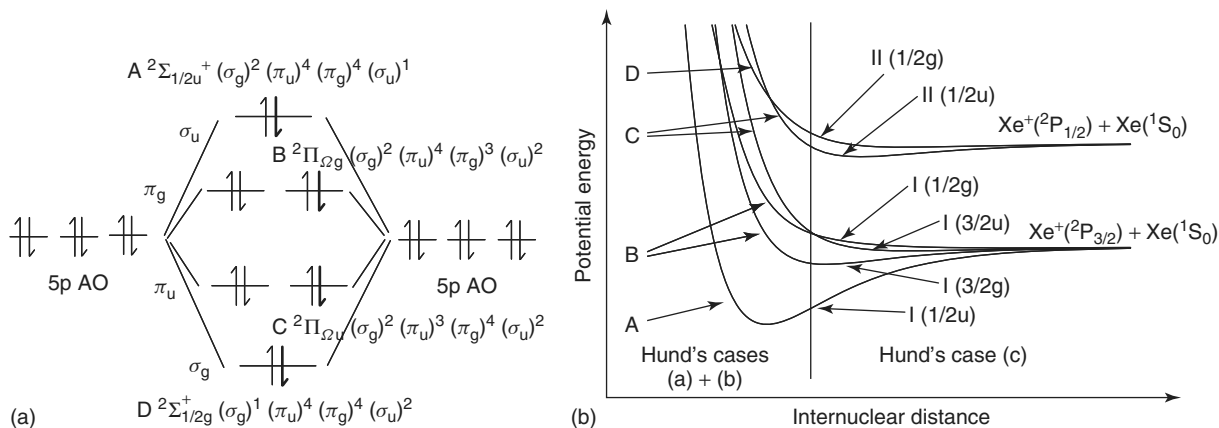 (a)
A ²Σ₁/₂ᵤ⁺ (σg)² (πu)⁴ (πg)⁴ (σu)¹
σu
B ²ΠΩg (σg)² (πu)⁴ (πg)³ (σu)²
πg
5p AO
5p AO
πu
C ²ΠΩu (σg)² (πu)³ (πg)⁴ (σu)²
σg
D ²Σ⁺₁/₂g (σg)¹ (πu)⁴ (πg)⁴ (σu)²
(b)
Potential energy
D
C
B
A
II (1/2g)
II (1/2u)
Xe⁺(²P₁/₂) + Xe(¹S₀)
I (1/2g)
I (3/2u)
Xe⁺(²P₃/₂) + Xe(¹S₀)
I (3/2g)
I (1/2u)
Hund's cases
(a) + (b)
Hund's case (c)
Internuclear distance